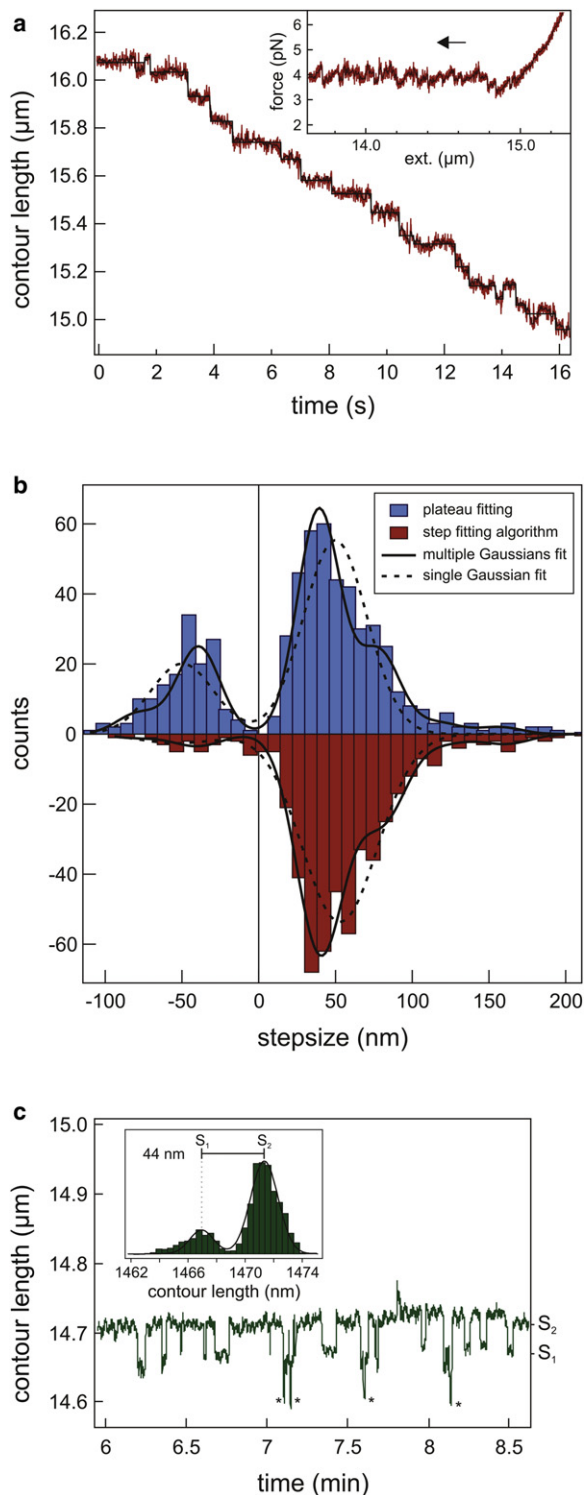 a
16.2
16.0
15.8
15.6
15.4
15.2
15.0
contour length (µm)
0 2 4 6 8 10 12 14 16
time (s)
6
5
4
3
2
force (pN)
14.0 15.0
ext. (µm)
b
plateau fitting
step fitting algorithm
multiple Gaussians fit
single Gaussian fit
60
40
20
0
-20
-40
-60
counts
-100 -50 0 50 100 150 200
stepsize (nm)
c
15.0
14.9
14.8
14.7
14.6
contour length (µm)
S1 S2
44 nm
1462 1466 1470 1474
contour length (nm)
S2
S1
* * * *
6 6.5 7 7.5 8 8.5
time (min)